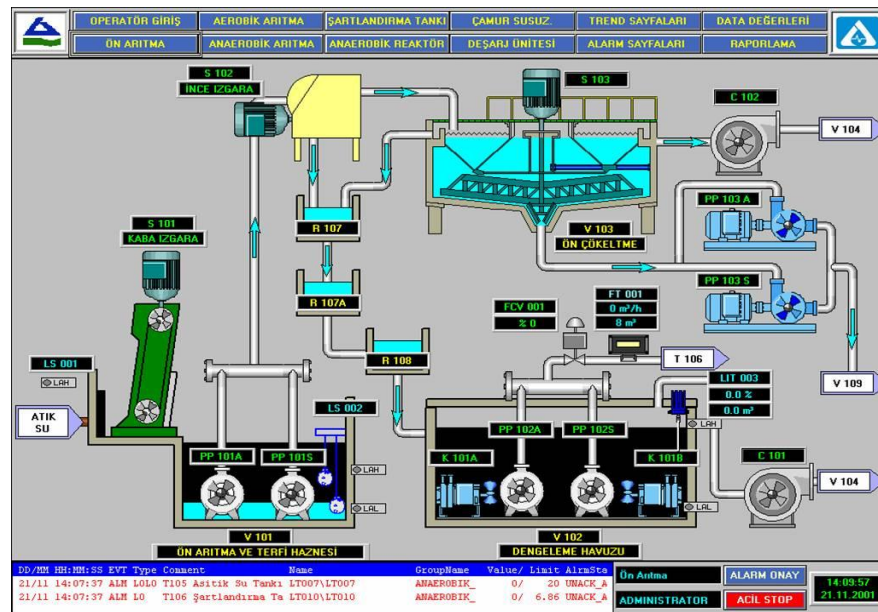 OPERATÖR GİRİŞ
AEROBİK ARITMA
ŞARTLANDIRMA TANKI
ÇAMUR SUSUZ.
TREND SAYFALARI
DATA DEĞERLERİ
ÖN ARITMA
ANAEROBİK ARITMA
ANAEROBİK REAKTÖR
DEŞARJ ÜNİTESİ
ALARM SAYFALARI
RAPORLAMA
S 102
İNCE IZGARA
S 103
C 102
V 104
PP 103 A
S 101
KABA IZGARA
R 107
V 103
ÖN ÇÖKELTME
R 107A
PP 103 S
FCV 001
% 0
FT 001
0 m³/h
8 m³
R 108
T 106
V 109
LS 001
LAH
LIT 003
0.0 %
0.0 m³
ATIK
SU
LS 002
LAH
PP 101A
PP 101S
LAH
PP 102A
PP 102S
K 101A
K 101B
C 101
V 104
LAL
LAL
V 101
ÖN ARITMA VE TERFİ HAZNESİ
V 102
DENGELEME HAVUZU
DD/MM HH:MM:SS EVT Type Comment Name GroupName Value/ Limit AlrmSta
21/11 14:07:37 ALM LOLO T105 Asitik Su Tankı LT007\LT007 ANAEROBİK_ 0/ 20 UNACK_A
21/11 14:07:37 ALM LO T106 Şartlandırma Ta LT010\LT010 ANAEROBİK_ 0/ 6.86 UNACK_A
Ön Arıtma
ALARM ONAY
14:09:57
ADMINISTRATOR
ACİL STOP
21.11.2001